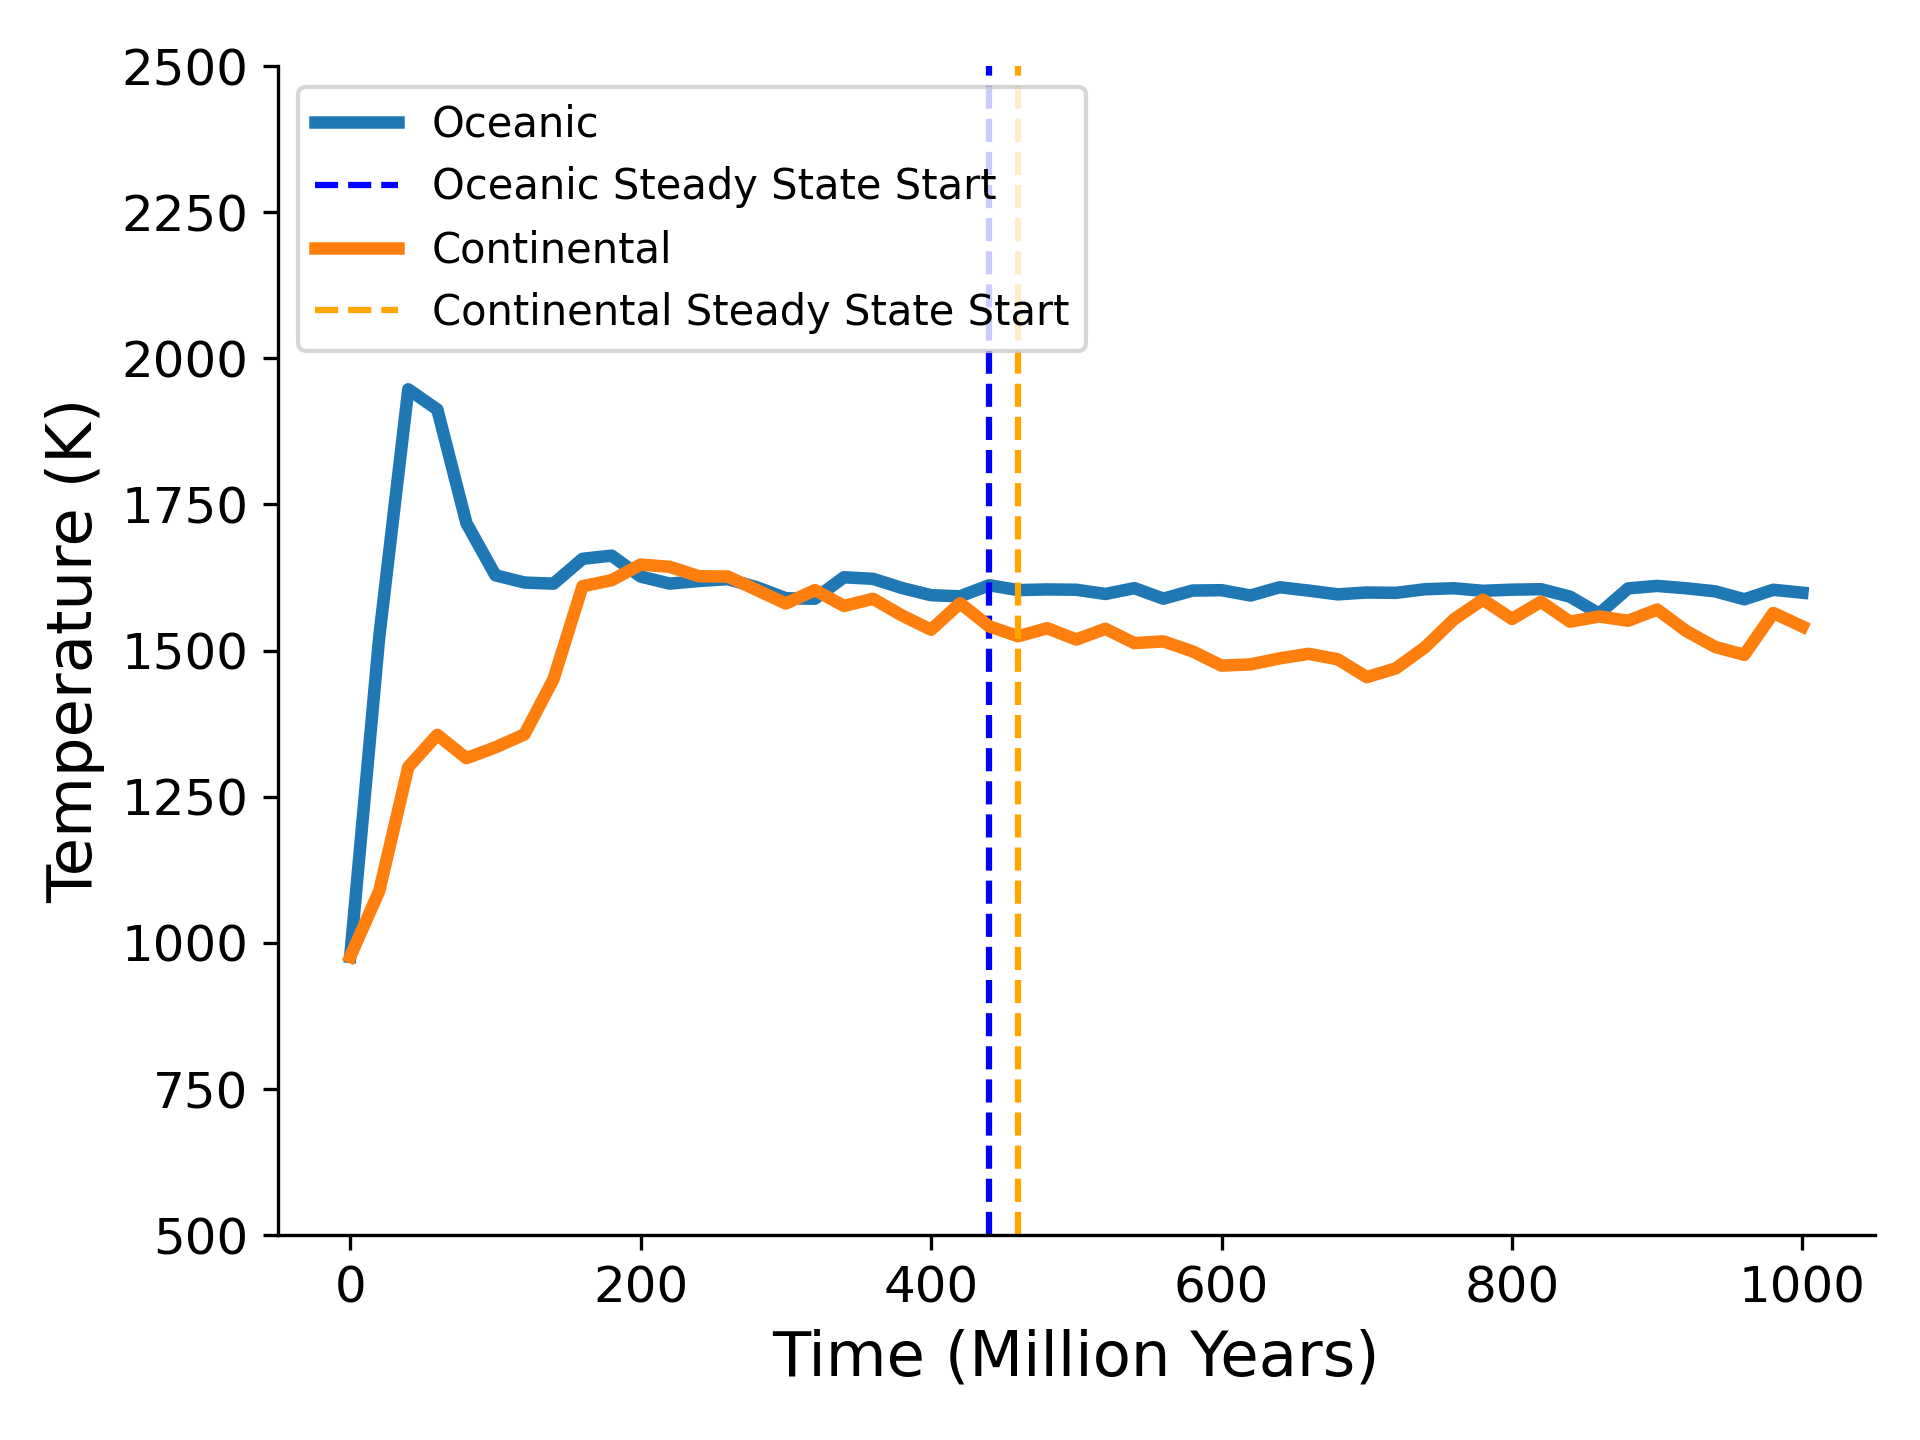 2500
2250
2000
1750
1500
1250
1000
750
500
Temperature (K)
Oceanic
Oceanic Steady State Start
Continental
Continental Steady State Start
0 200 400 600 800 1000
Time (Million Years)